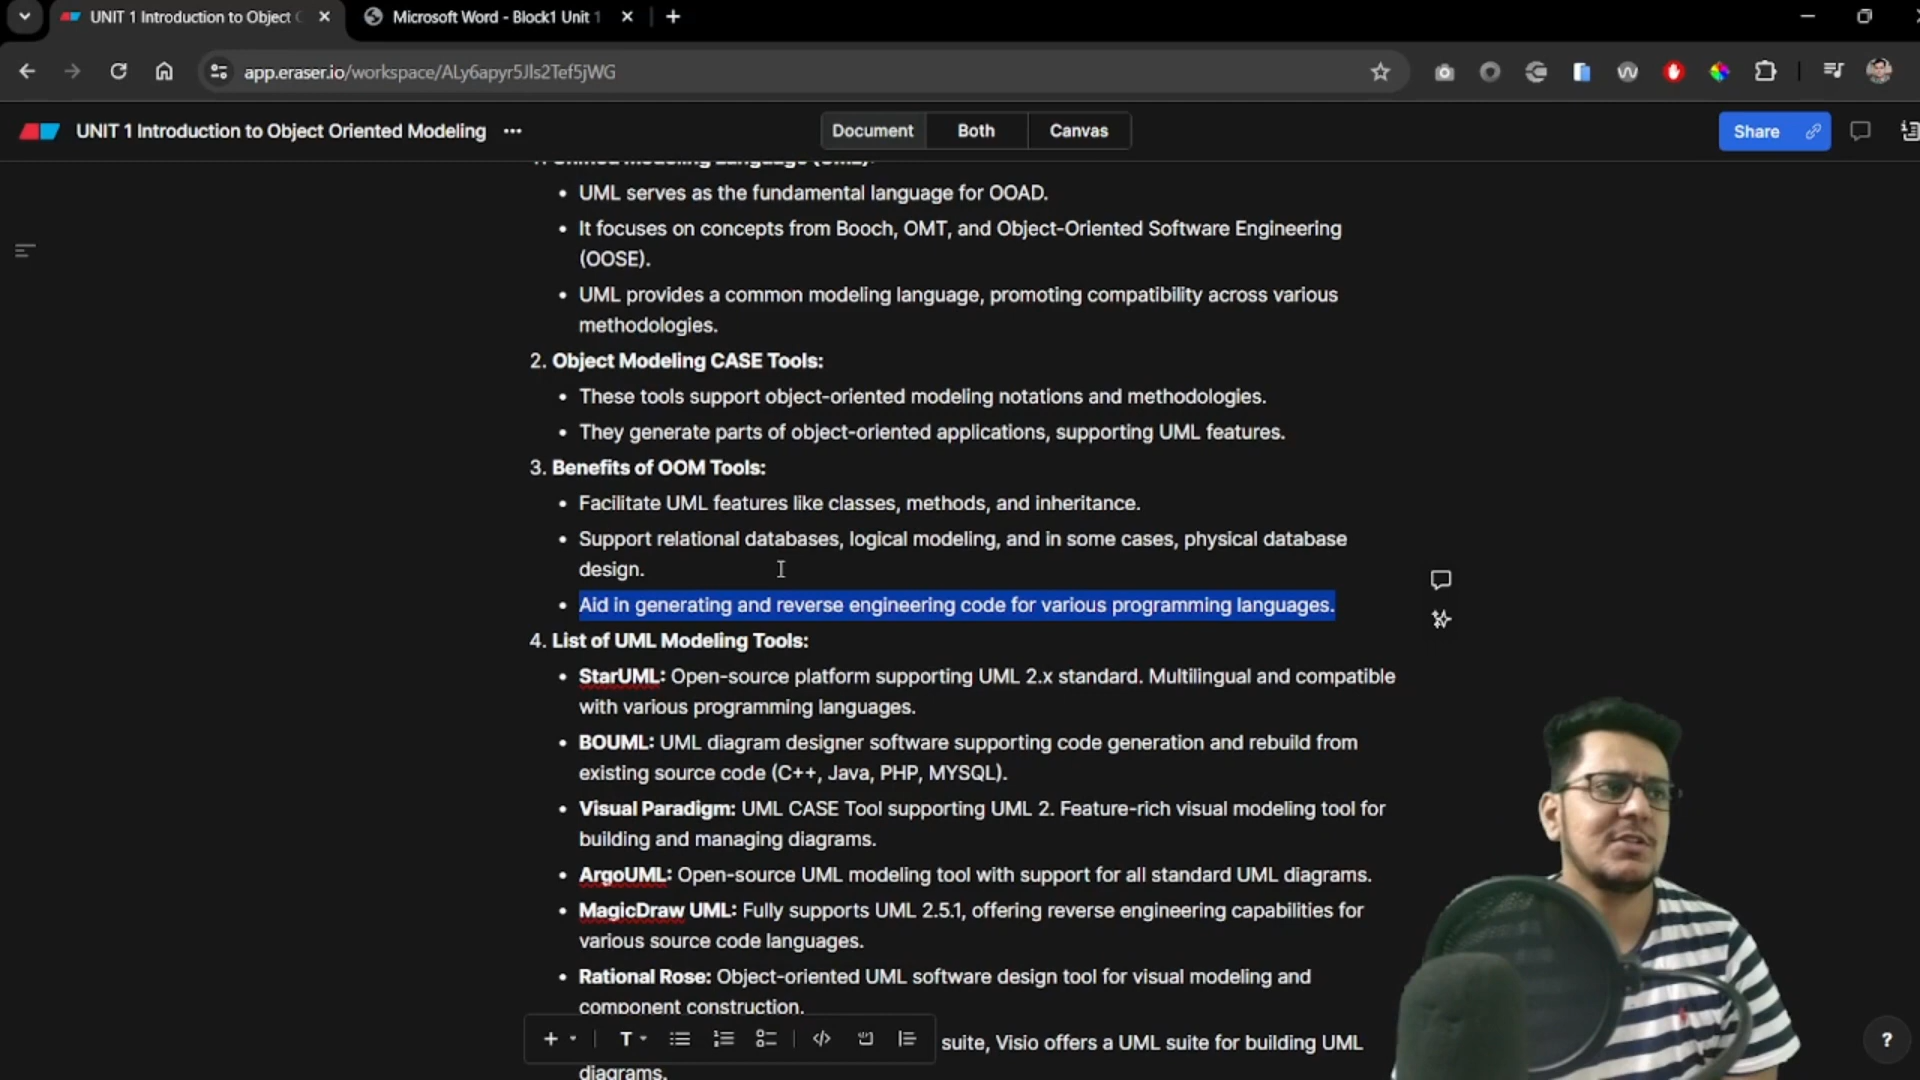 UNIT 1 Introduction to Object
Microsoft Word - Block1 Unit 1
app.eraser.io/workspace/ALy6apyr5Jls2Tef5jWG
UNIT 1 Introduction to Object Oriented Modeling
Document
Both
Canvas
Share
1. Unified Modeling Language (UML):
• UML serves as the fundamental language for OOAD.
• It focuses on concepts from Booch, OMT, and Object-Oriented Software Engineering
(OOSE).
• UML provides a common modeling language, promoting compatibility across various
methodologies.
2. Object Modeling CASE Tools:
• These tools support object-oriented modeling notations and methodologies.
• They generate parts of object-oriented applications, supporting UML features.
3. Benefits of OOM Tools:
• Facilitate UML features like classes, methods, and inheritance.
• Support relational databases, logical modeling, and in some cases, physical database
design.
• Aid in generating and reverse engineering code for various programming languages.
4. List of UML Modeling Tools:
• StarUML: Open-source platform supporting UML 2.x standard. Multilingual and compatible
with various programming languages.
• BOUML: UML diagram designer software supporting code generation and rebuild from
existing source code (C++, Java, PHP, MYSQL).
• Visual Paradigm: UML CASE Tool supporting UML 2. Feature-rich visual modeling tool for
building and managing diagrams.
• ArgoUML: Open-source UML modeling tool with support for all standard UML diagrams.
• MagicDraw UML: Fully supports UML 2.5.1, offering reverse engineering capabilities for
various source code languages.
• Rational Rose: Object-oriented UML software design tool for visual modeling and
component construction.
suite, Visio offers a UML suite for building UML
diagrams.